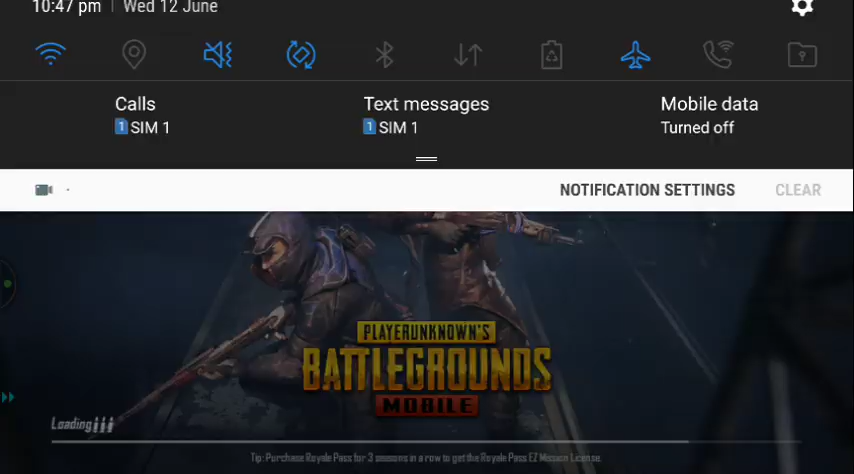 10:47 pm | Wed 12 June
Calls
1 SIM 1
Text messages
1 SIM 1
Mobile data
Turned off
NOTIFICATION SETTINGS
CLEAR
PLAYERUNKNOWN'S
BATTLEGROUNDS
MOBILE
Loading
Tip: Purchase Royale Pass for 3 seasons in a row to get the Royale Pass EZ Mission License.